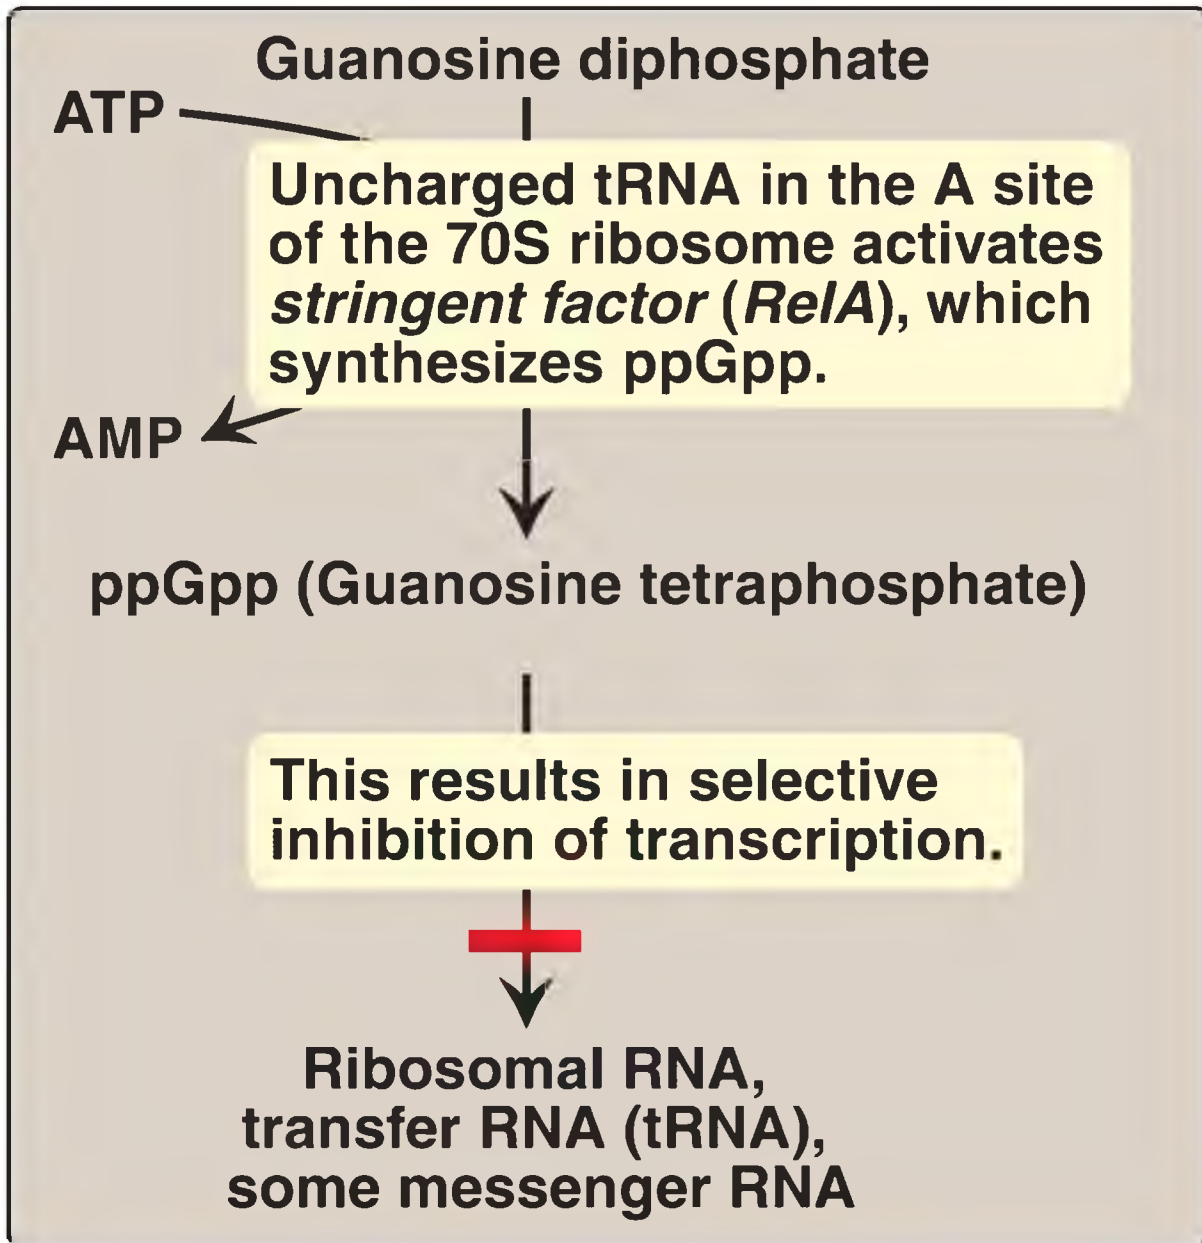 Guanosine diphosphate
ATP
Uncharged tRNA in the A site
of the 70S ribosome activates
stringent factor (RelA), which
synthesizes ppGpp.
AMP
ppGpp (Guanosine tetraphosphate)
This results in selective
inhibition of transcription.
Ribosomal RNA,
transfer RNA (tRNA),
some messenger RNA